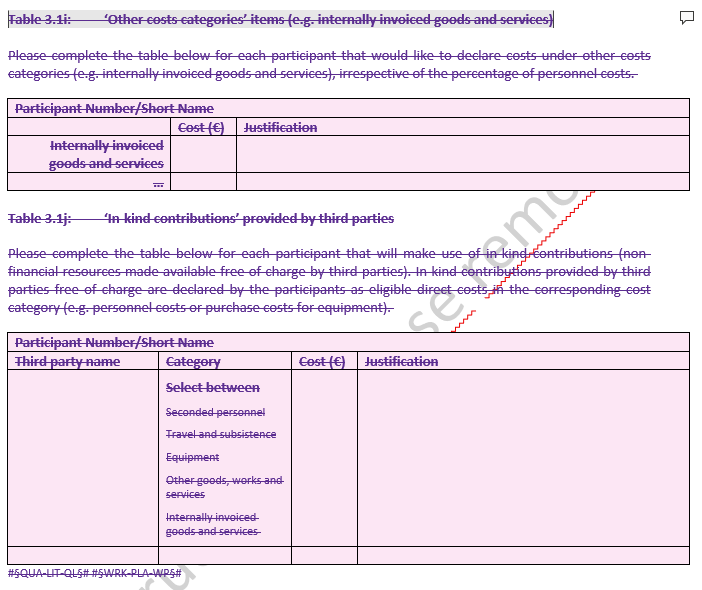 Table 3.1i: ‘Other costs categories’ items (e.g. internally invoiced goods and services)
Please complete the table below for each participant that would like to declare costs under other costs
categories (e.g. internally invoiced goods and services), irrespective of the percentage of personnel costs.
Participant Number/Short Name
Cost (€) Justification
Internally invoiced
goods and services
...
Table 3.1j: ‘In-kind contributions’ provided by third parties
Please complete the table below for each participant that will make use of in-kind contributions (non-
financial resources made available free of charge by third parties). In kind contributions provided by third
parties free of charge are declared by the participants as eligible direct costs in the corresponding cost
category (e.g. personnel costs or purchase costs for equipment).
Participant Number/Short Name
Third party name Category Cost (€) Justification
Select between
Seconded personnel
Travel and subsistence
Equipment
Other goods, works and
services
Internally invoiced
goods and services
#§QUA-LIT-QL§# #§WRK-PLA-WP§#